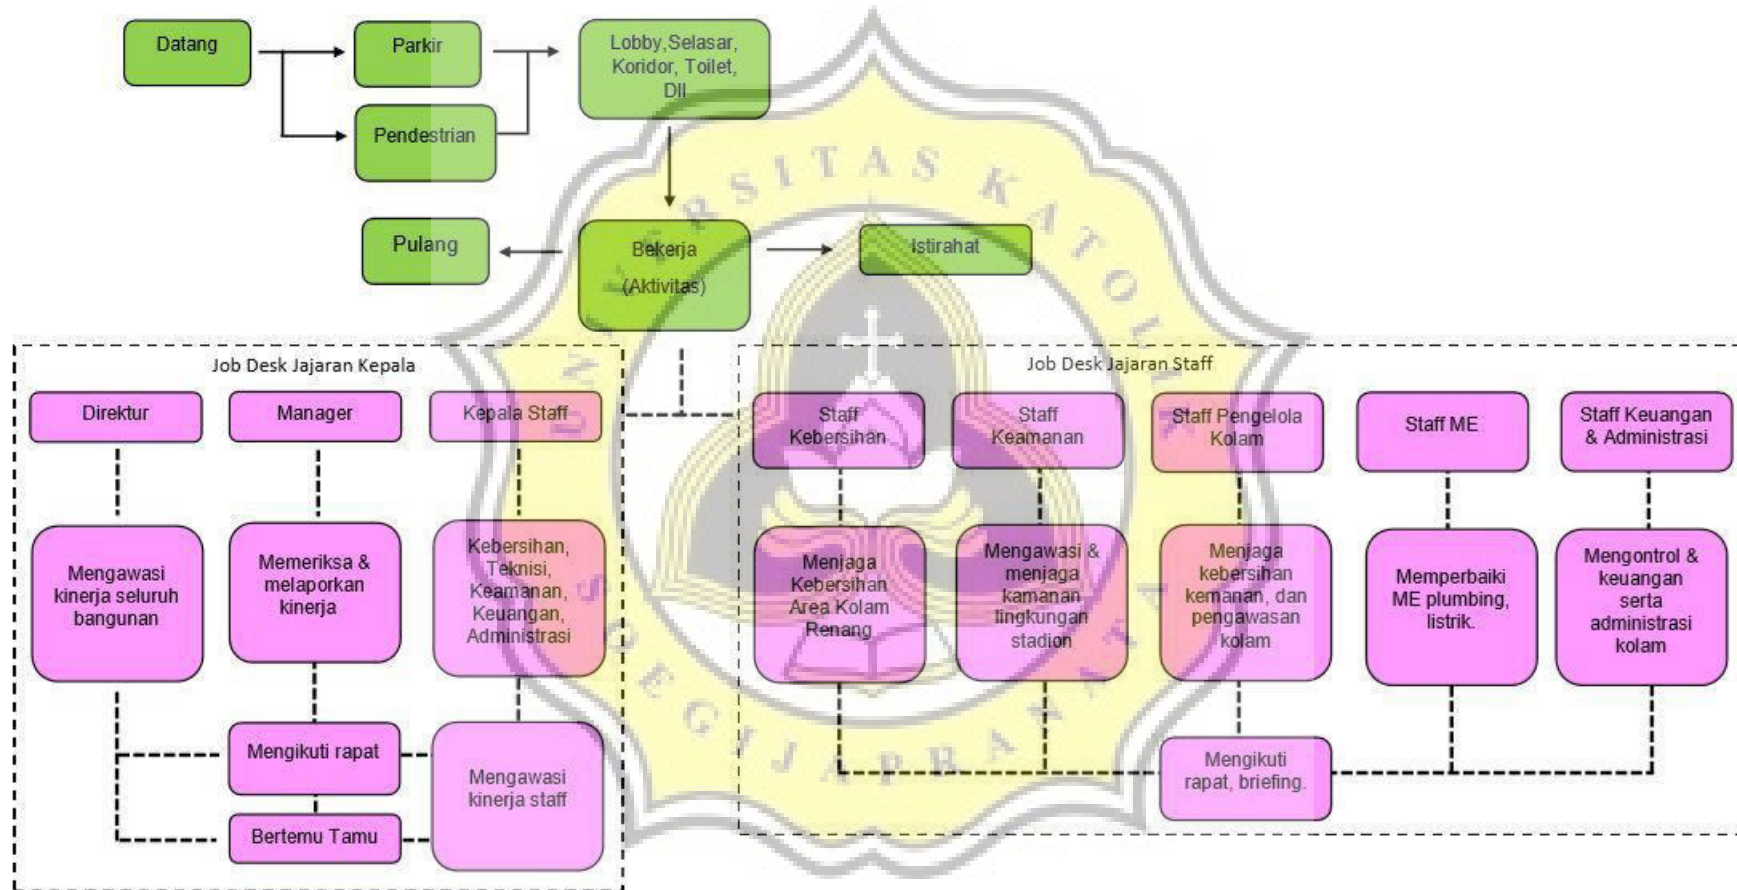 Datang
Parkir
Lobby,Selasar,
Koridor, Toilet,
Dll
Pendestrian
Pulang
Bekerja
(Aktivitas)
Istirahat
Job Desk Jajaran Kepala
Direktur
Manager
Kepala Staff
Mengawasi
kinerja seluruh
bangunan
Memeriksa &
melaporkan
kinerja
Kebersihan,
Teknisi,
Keamanan,
Keuangan,
Administrasi
Mengikuti rapat
Bertemu Tamu
Mengawasi
kinerja staff
Job Desk Jajaran Staff
Staff
Kebersihan
Staff
Keamanan
Staff Pengelola
Kolam
Staff ME
Staff Keuangan
& Administrasi
Menjaga
Kebersihan
Area Kolam
Renang
Mengawasi &
menjaga
kamanan
lingkungan
stadion
Menjaga
kebersihan
kemanan, dan
pengawasan
kolam
Memperbaiki
ME plumbing,
listrik.
Mengontrol &
keuangan
serta
administrasi
kolam
Mengikuti
rapat, briefing.
UNIVERSITAS KATOLIK
SOEGIJAPRANATA